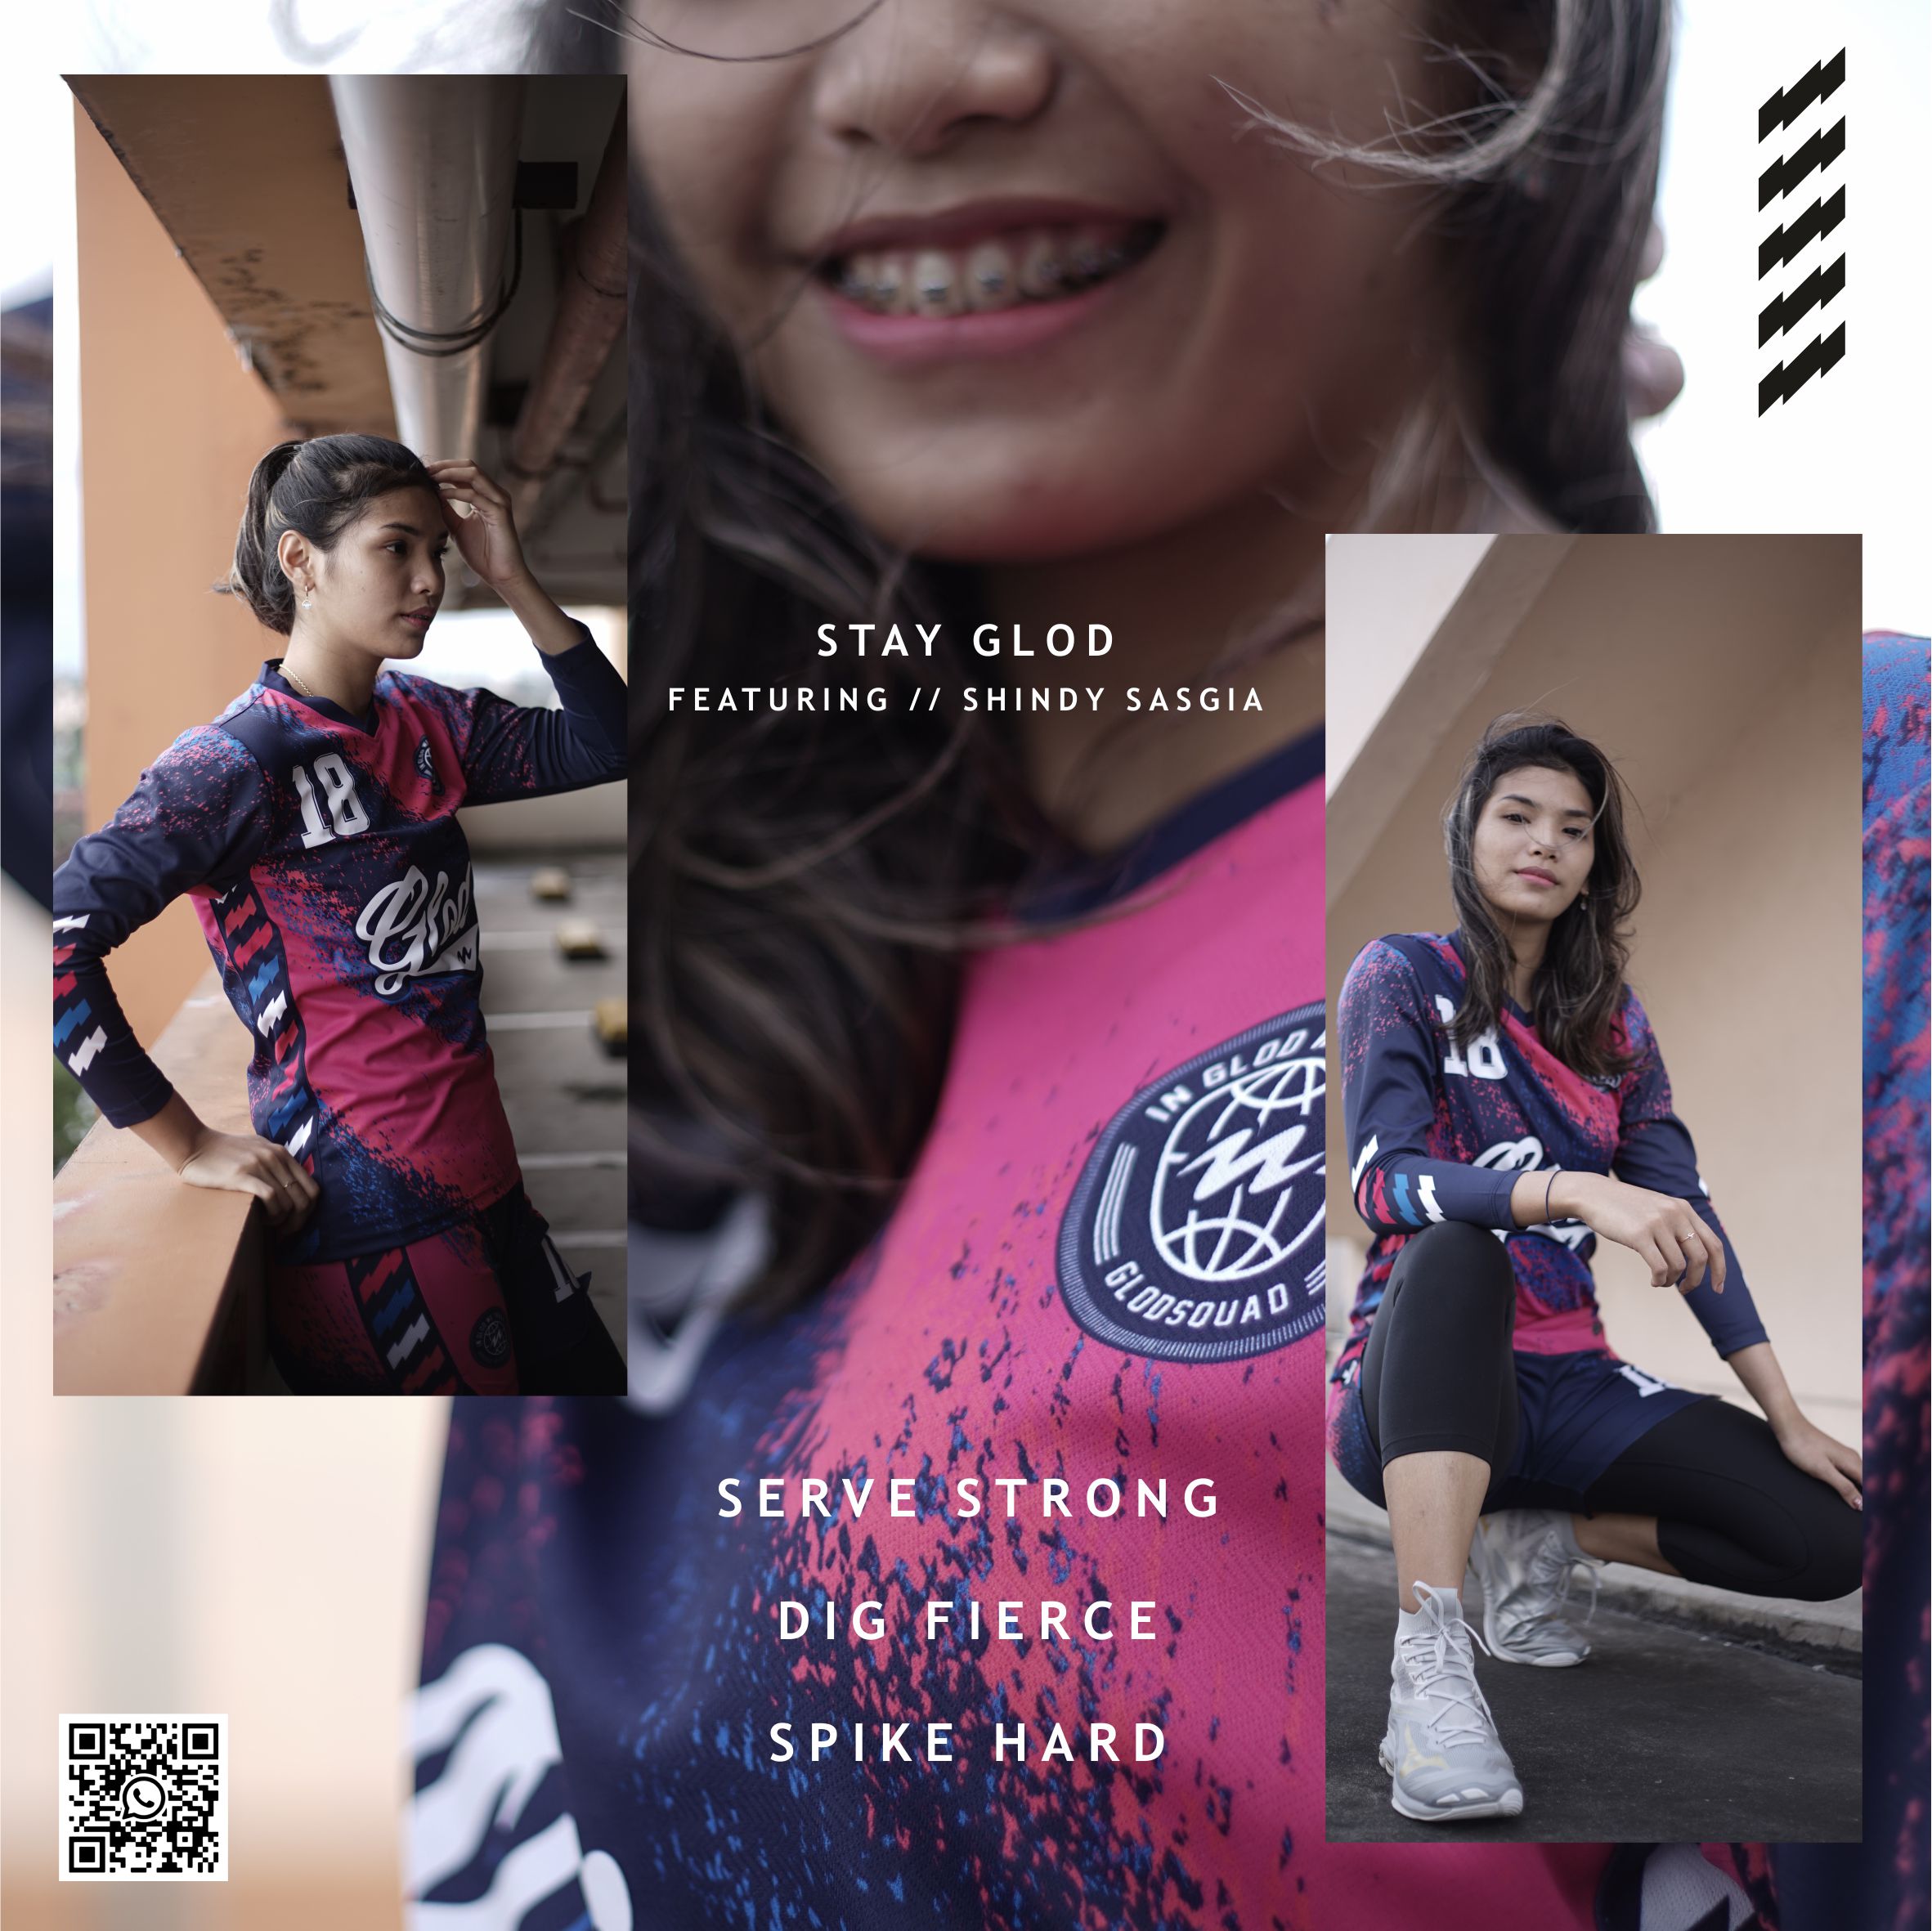 STAY GLOD
FEATURING // SHINDY SASGIA
18
Glod
IN GLOD
GLODSQUAD
18
SERVE STRONG
DIG FIERCE
SPIKE HARD